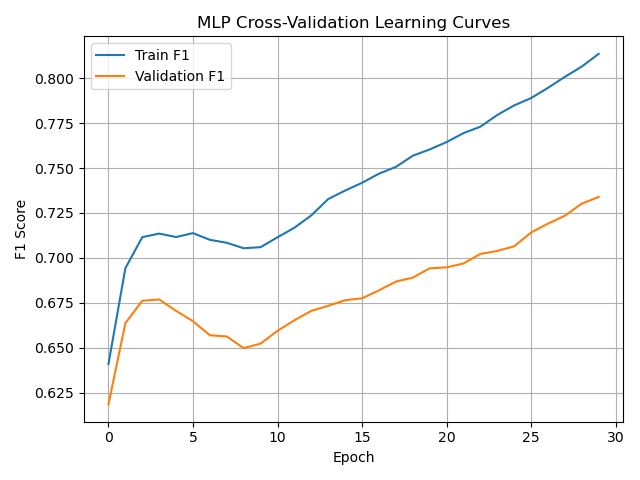 MLP Cross-Validation Learning Curves
Train F1
Validation F1
0.800
0.775
0.750
0.725
0.700
0.675
0.650
0.625
F1 Score
0 5 10 15 20 25 30
Epoch